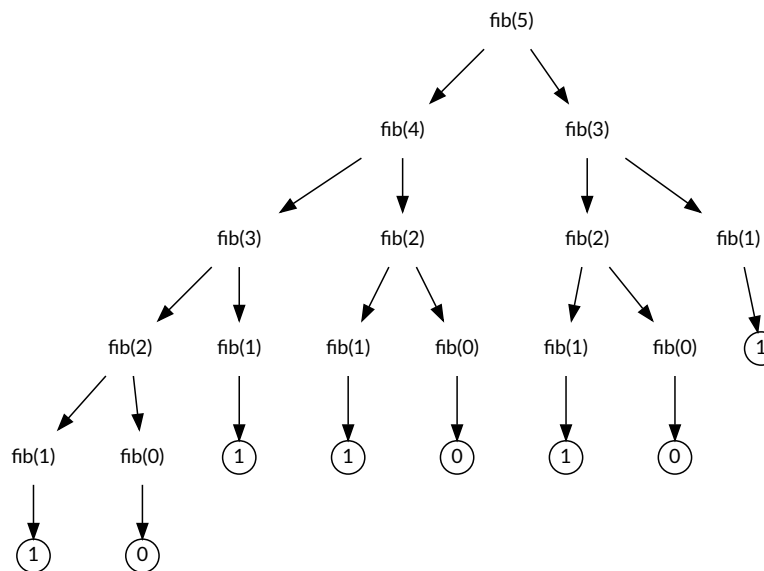 fib(5)
fib(4) fib(3)
fib(3) fib(2) fib(2) fib(1)
fib(2) fib(1) fib(1) fib(0) fib(1) fib(0) 1
fib(1) fib(0) 1 1 0 1 0
1 0